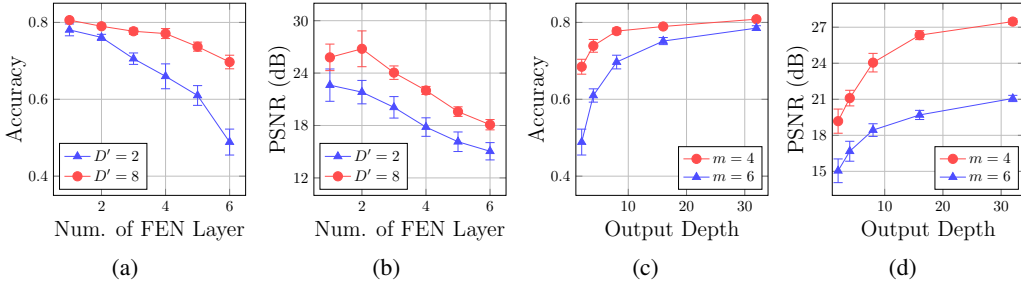 0.8
0.6
0.4
Accuracy
D′ = 2
D′ = 8
2
4
6
Num. of FEN Layer
(a)
30
24
18
12
PSNR (dB)
D′ = 2
D′ = 8
2
4
6
Num. of FEN Layer
(b)
0.8
0.6
0.4
Accuracy
m = 4
m = 6
0
10
20
30
Output Depth
(c)
27
24
21
18
15
PSNR (dB)
m = 4
m = 6
0
10
20
30
Output Depth
(d)